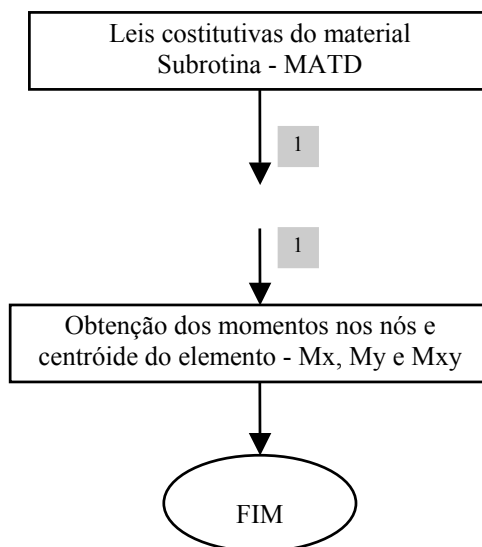 Leis costitutivas do material
Subrotina - MATD
1
1
Obtenção dos momentos nos nós e
centróide do elemento - Mx, My e Mxy
FIM